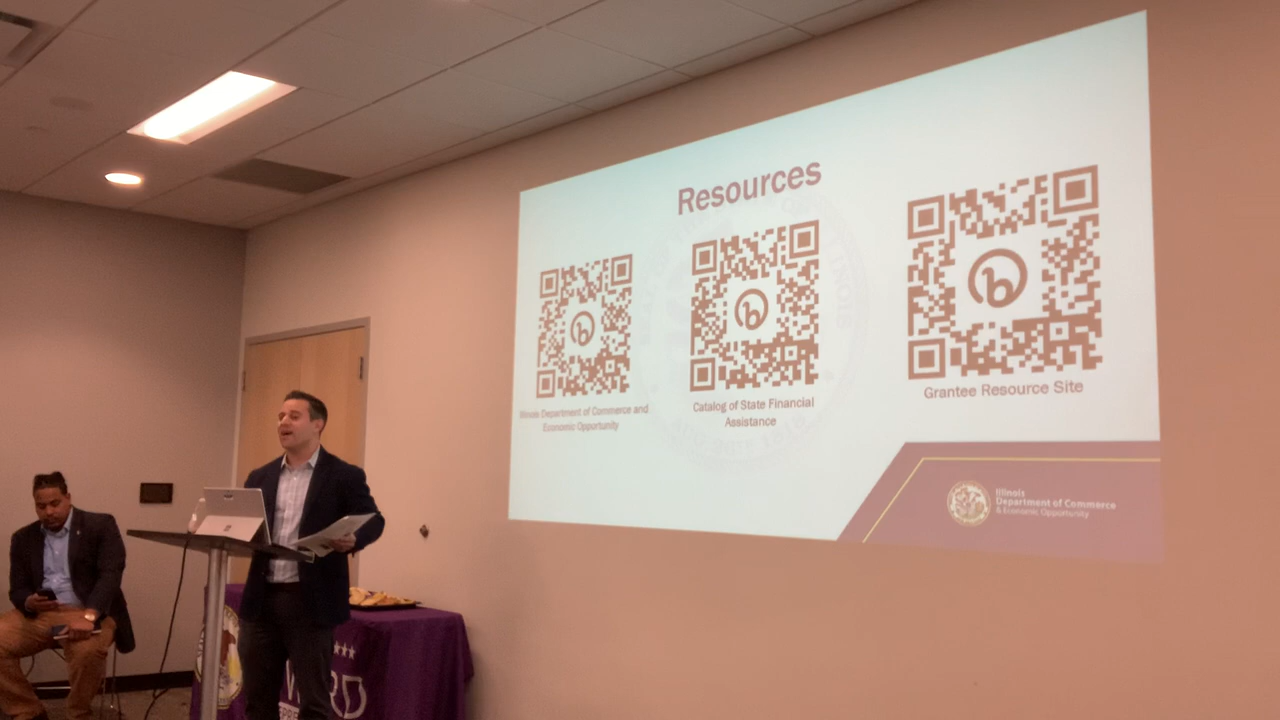 Resources
Illinois Department of Commerce and
Economic Opportunity
Catalog of State Financial
Assistance
Grantee Resource Site
Illinois
Department of Commerce
& Economic Opportunity